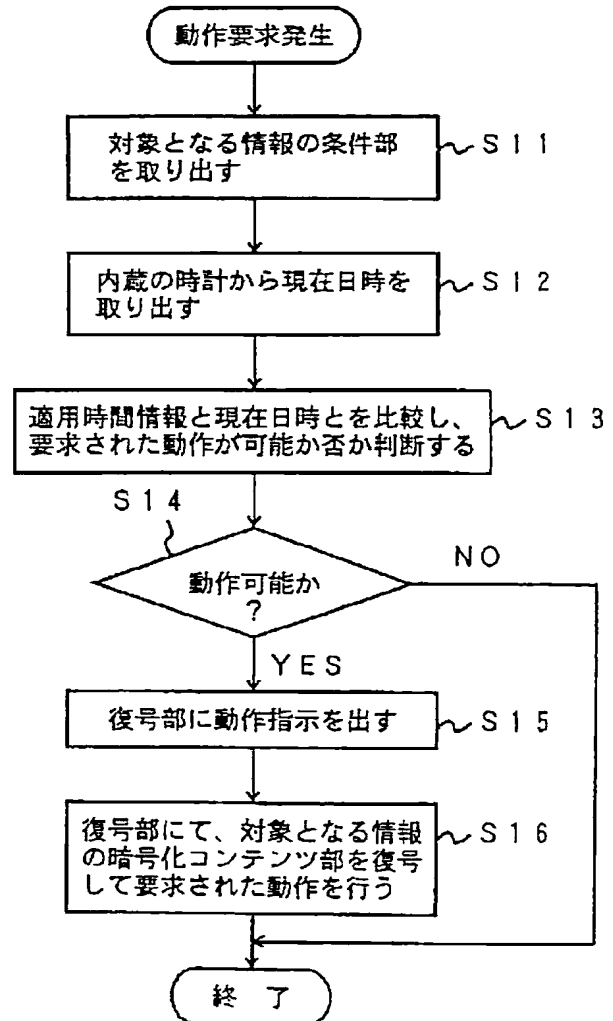 動作要求発生
対象となる情報の条件部
を取り出す
S11
内蔵の時計から現在日時を
取り出す
S12
適用時間情報と現在日時とを比較し、
要求された動作が可能か否か判断する
S13
S14
動作可能か
?
NO
YES
復号部に動作指示を出す
S15
復号部にて、対象となる情報
の暗号化コンテンツ部を復号
して要求された動作を行う
S16
終 了